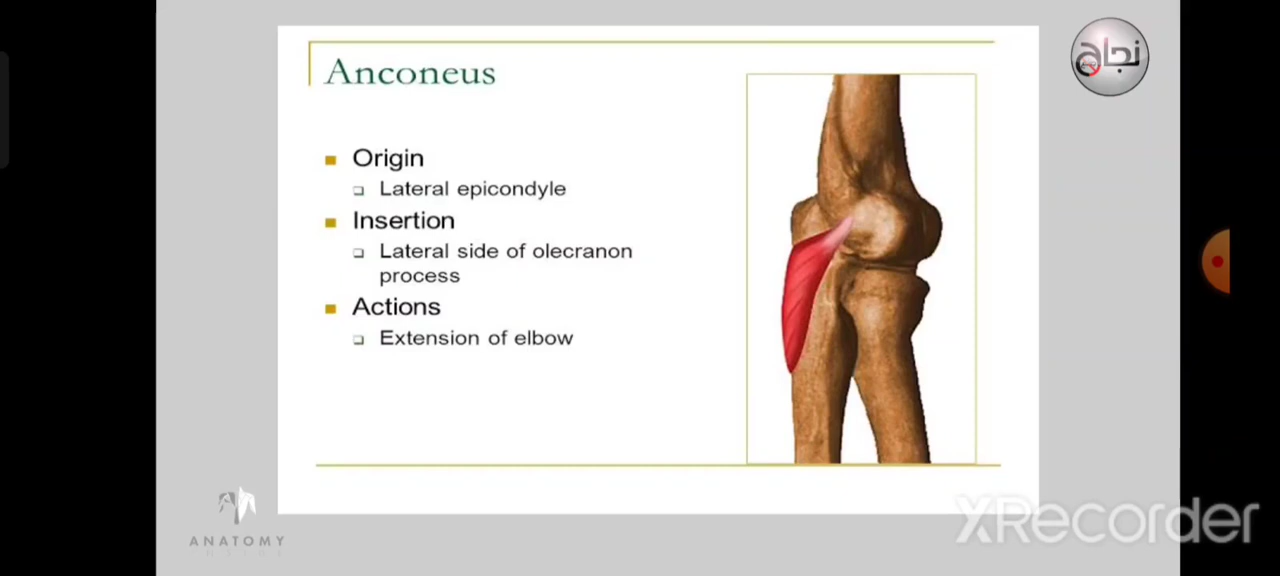 نجاح
Anconeus
Origin
Lateral epicondyle
Insertion
Lateral side of olecranon
process
Actions
Extension of elbow
ANATOMY
XRecorder